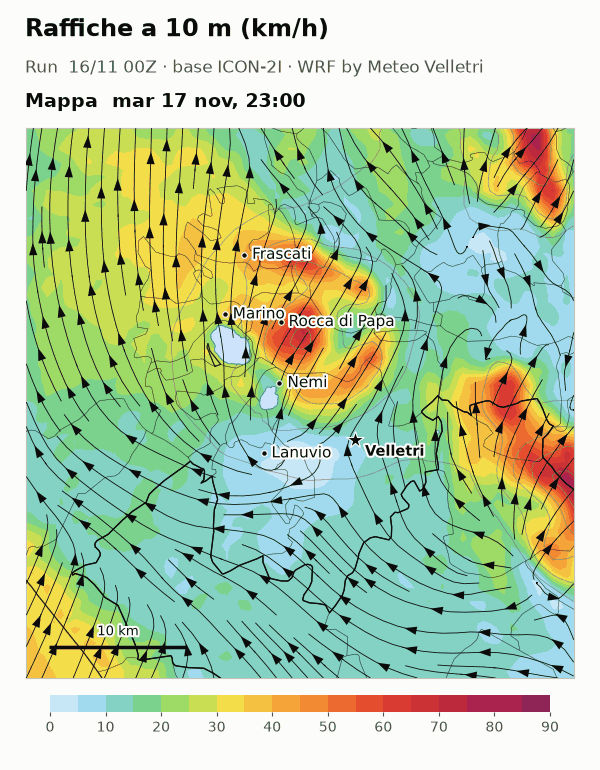 Raffiche a 10 m (km/h)
Run  16/11 00Z · base ICON-2I · WRF by Meteo Velletri
Mappa  mar 17 nov, 23:00
Frascati
Marino
Rocca di Papa
Nemi
Velletri
Lanuvio
10 km
0 10 20 30 40 50 60 70 80 90